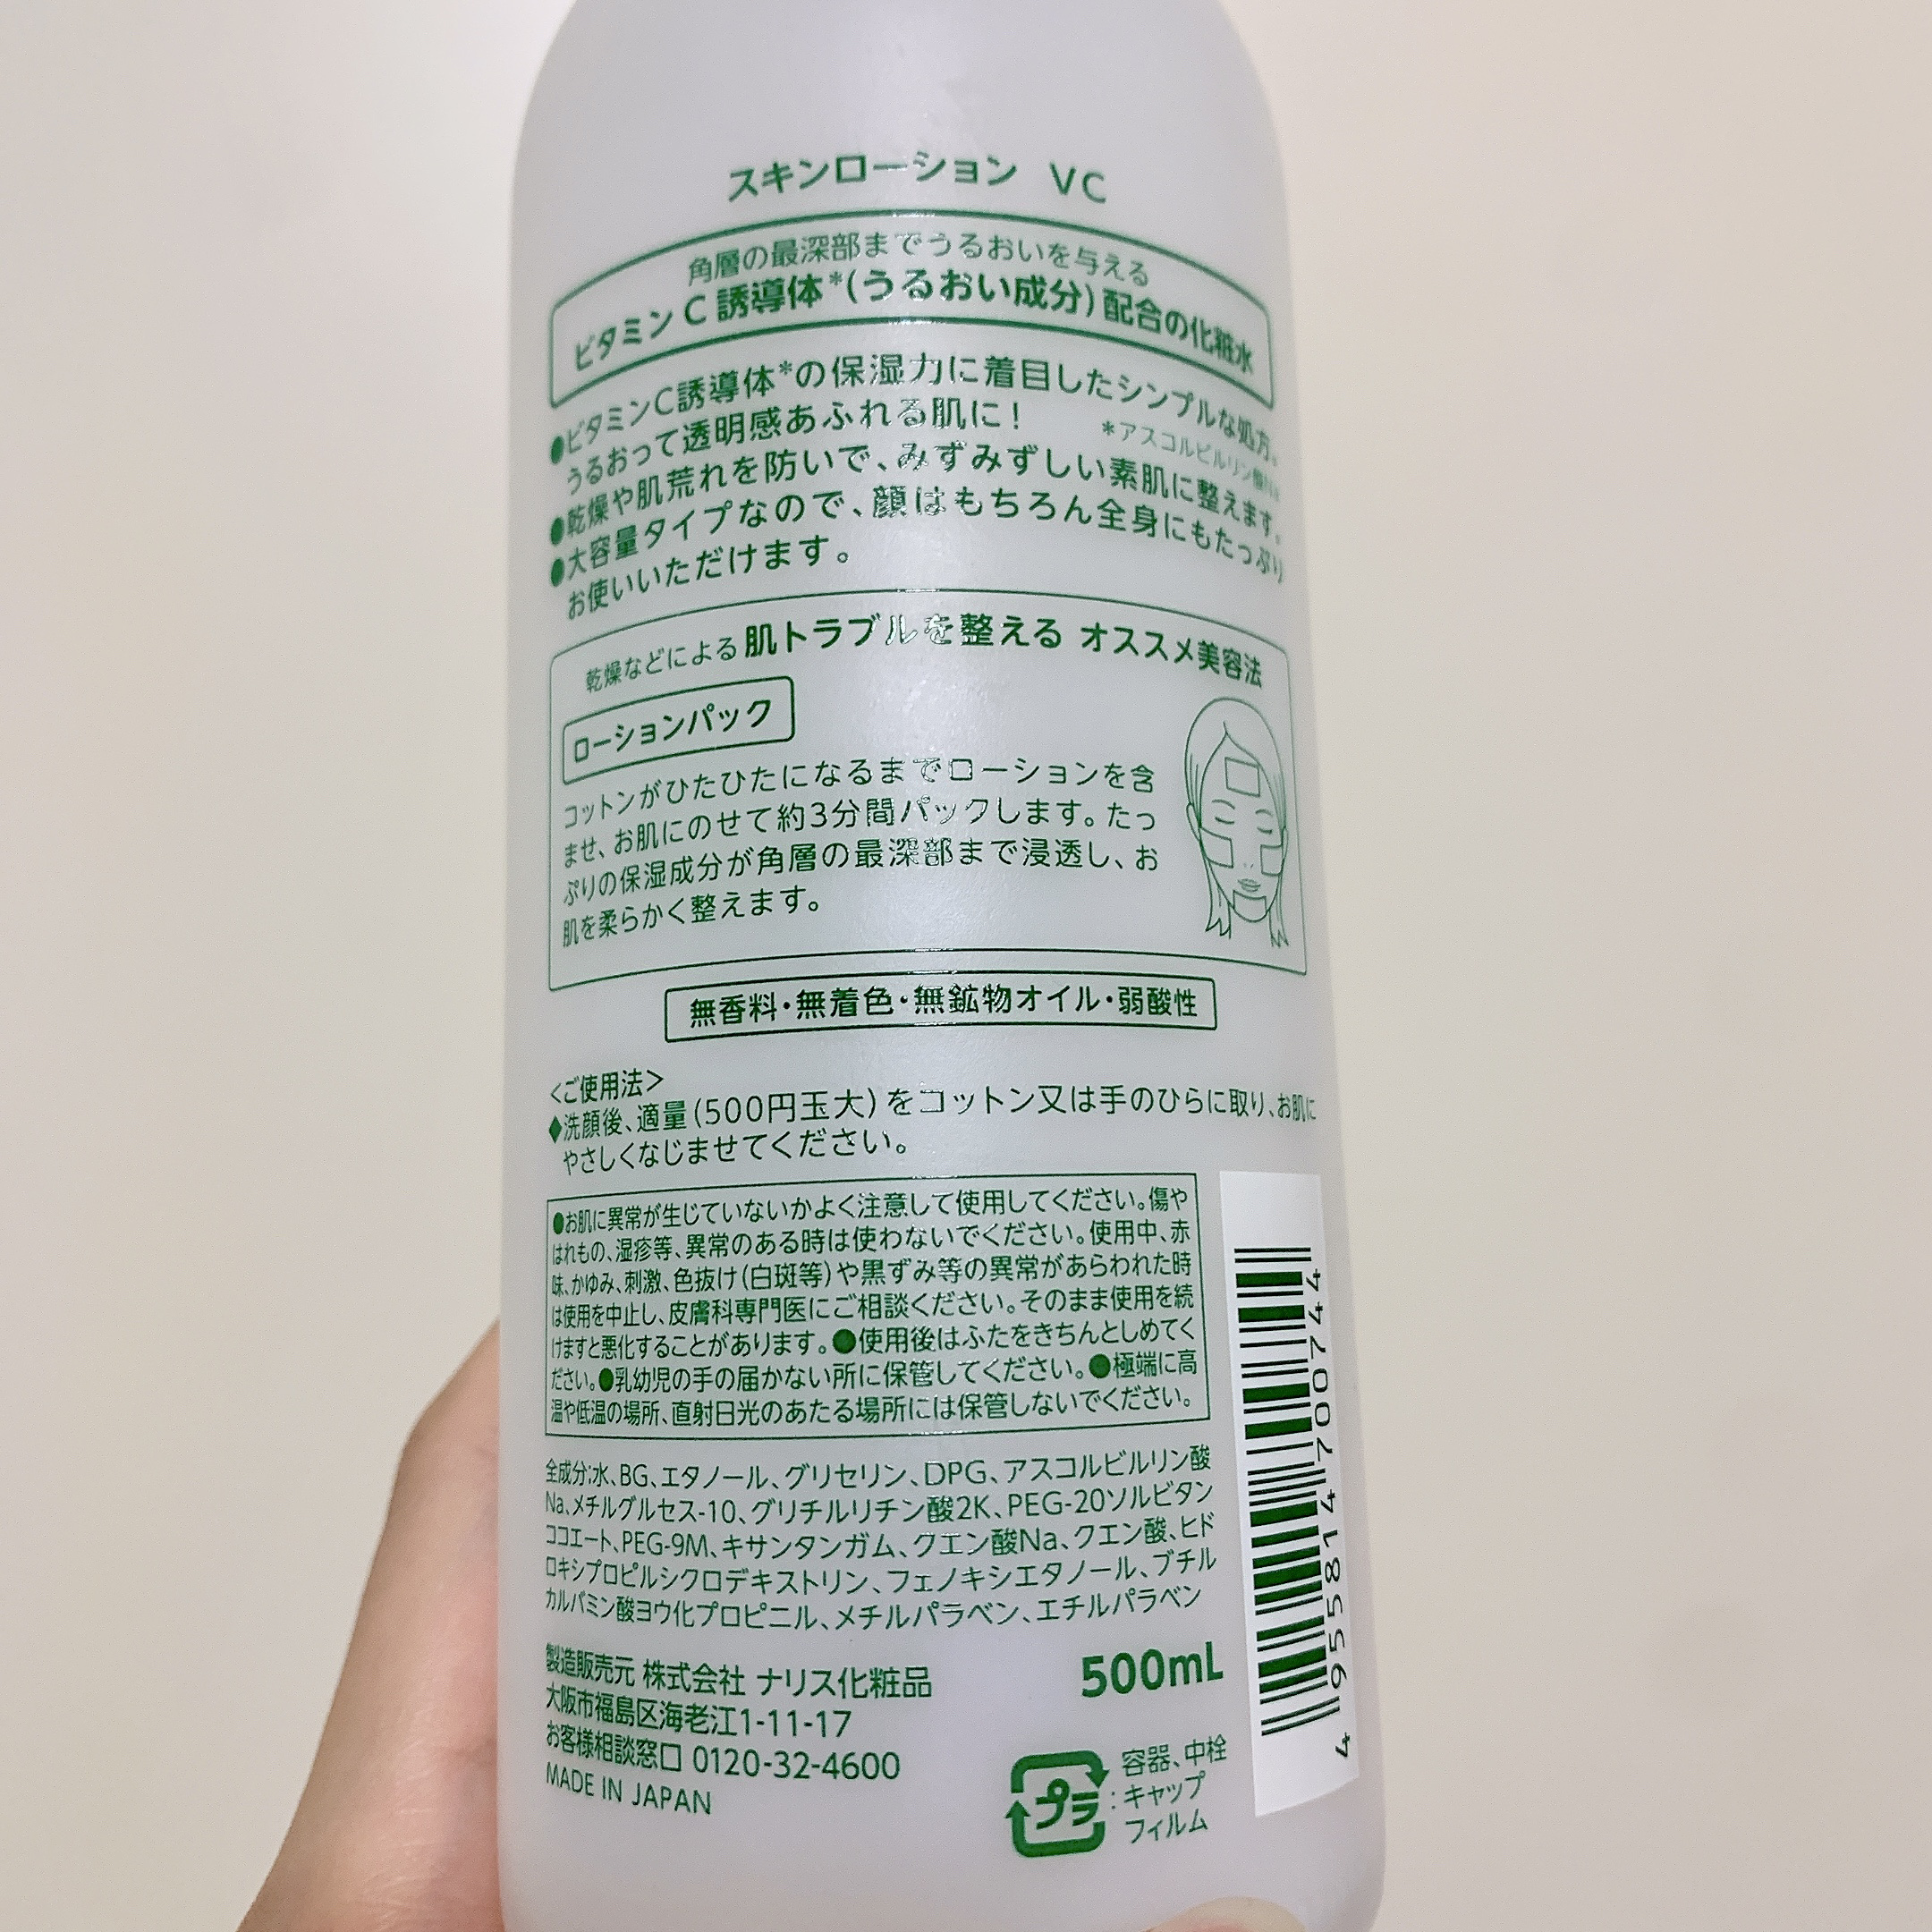 スキンローション VC
角層の最深部までうるおいを与える
ビタミンC誘導体*(うるおい成分)配合の化粧水
●ビタミンC誘導体*の保湿力に着目したシンプルな処方。
うるおって透明感あふれる肌に!
*アスコルビルリン酸Na
●乾燥や肌荒れを防いで、みずみずしい素肌に整えます。
●大容量タイプなので、顔はもちろん全身にもたっぷり
お使いいただけます。
乾燥などによる肌トラブルを整える オススメ美容法
ローションパック
コットンがひたひたになるまでローションを含
ませ、お肌にのせて約3分間パックします。たっ
ぷりの保湿成分が角層の最深部まで浸透し、お
肌を柔らかく整えます。
無香料・無着色・無鉱物オイル・弱酸性
<ご使用法>
◆洗顔後、適量(500円玉大)をコットン又は手のひらに取り、お肌に
やさしくなじませてください。
●お肌に異常が生じていないかよく注意して使用してください。傷や
はれもの、湿疹等、異常のある時は使わないでください。使用中、赤
味、かゆみ、刺激、色抜け(白斑等)や黒ずみ等の異常があらわれた時
は使用を中止し、皮膚科専門医にご相談ください。そのまま使用を続
けますと悪化することがあります。●使用後はふたをきちんとしめてく
ださい。●乳幼児の手の届かない所に保管してください。●極端に高
温や低温の場所、直射日光のあたる場所には保管しないでください。
全成分:水、BG、エタノール、グリセリン、DPG、アスコルビルリン酸
Na、メチルグルセス-10、グリチルリチン酸2K、PEG-20ソルビタン
ココエート、PEG-9M、キサンタンガム、クエン酸Na、クエン酸、ヒド
ロキシプロピルシクロデキストリン、フェノキシエタノール、ブチル
カルバミン酸ヨウ化プロピニル、メチルパラベン、エチルパラベン
製造販売元 株式会社 ナリス化粧品
大阪市福島区海老江1-11-17
お客様相談窓口 0120-32-4600
MADE IN JAPAN
500mL
プラ
容器、中栓
:キャップ
フィルム
4 955814 700744